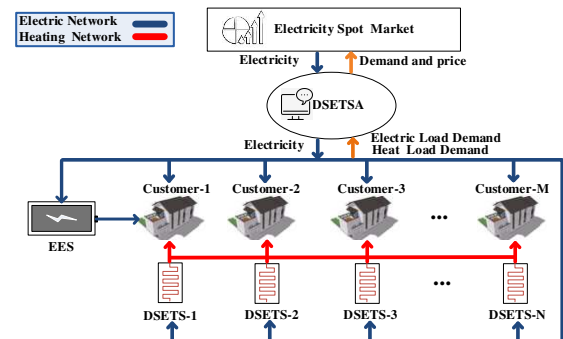 Electric Network
Heating Network
Electricity Spot Market
Electricity
Demand and price
DSETSA
Electricity
Electric Load Demand
Heat Load Demand
Customer-1
Customer-2
Customer-3
Customer-M
...
EES
...
DSETS-1
DSETS-2
DSETS-3
DSETS-N